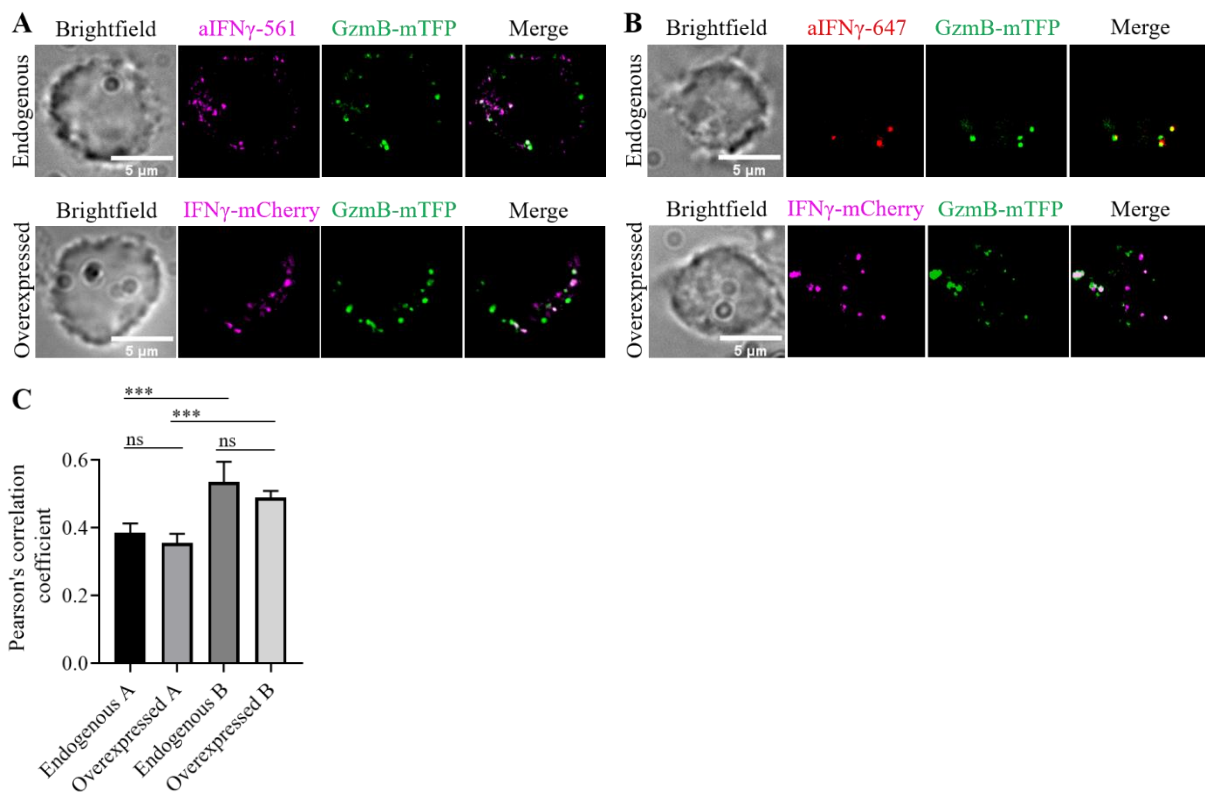 A
Brightfield aIFNγ-561 GzmB-mTFP Merge
Endogenous
5 µm
Brightfield IFNγ-mCherry GzmB-mTFP Merge
Overexpressed
5 µm
B
Brightfield aIFNγ-647 GzmB-mTFP Merge
Endogenous
5 µm
Brightfield IFNγ-mCherry GzmB-mTFP Merge
Overexpressed
5 µm
C
***
***
ns ns
0.6
0.4
0.2
0.0
Pearson's correlation
coefficient
Endogenous A
Overexpressed A
Endogenous B
Overexpressed B